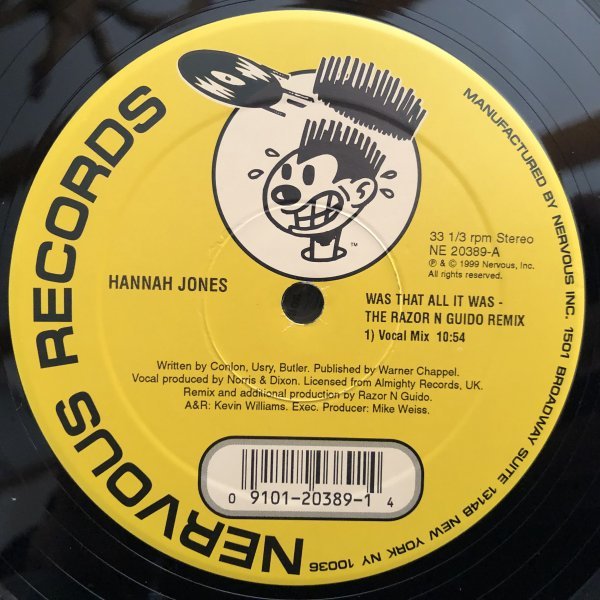 NERVOUS RECORDS
MANUFACTURED BY NERVOUS INC. 1501 BROADWAY SUITE 1314B NEW YORK NY 10036
TM
33 1/3 rpm Stereo
NE 20389-A
℗ & © 1999 Nervous, Inc.
All rights reserved.
HANNAH JONES
WAS THAT ALL IT WAS -
THE RAZOR N GUIDO REMIX
1) Vocal Mix 10:54
Written by Conlon, Usry, Butler. Published by Warner Chappel.
Vocal produced by Norris & Dixon. Licensed from Almighty Records, UK.
Remix and additional production by Razor N Guido.
A&R: Kevin Williams. Exec. Producer: Mike Weiss.
0 9101-20389-1 4